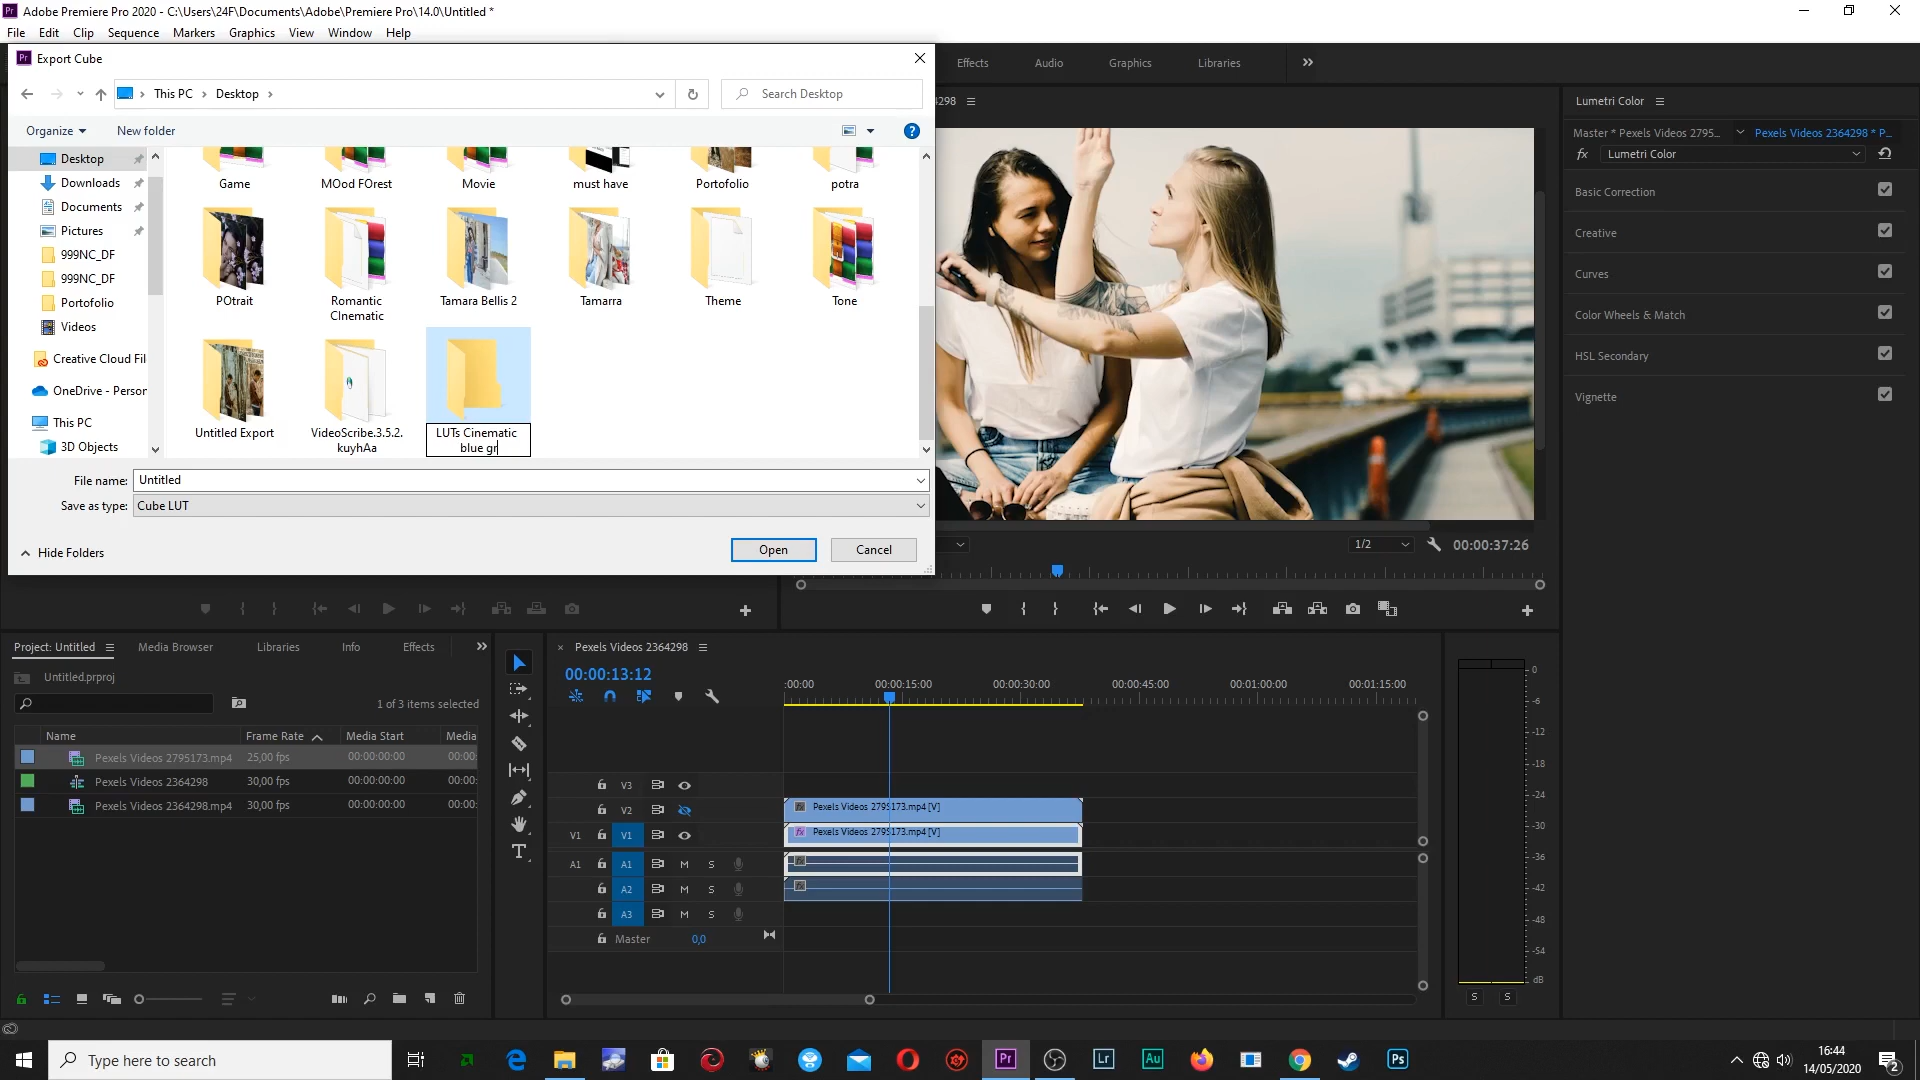 Adobe Premiere Pro 2020 - C:\Users\24F\Documents\Adobe\Premiere Pro\14.0\Untitled *
File Edit Clip Sequence Markers Graphics View Window Help
Export Cube
This PC > Desktop >
Search Desktop
Organize
New folder
Desktop
Downloads
Documents
Pictures
999NC_DF
999NC_DF
Portofolio
Videos
Creative Cloud Fil
OneDrive - Person
This PC
3D Objects
Game
MOod FOrest
Movie
must have
Portofolio
potra
POtrait
Romantic
CInematic
Tamara Bellis 2
Tamarra
Theme
Tone
Untitled Export
VideoScribe.3.5.2.
kuyhAa
LUTs Cinematic
blue gr
File name: Untitled
Save as type: Cube LUT
Hide Folders
Open
Cancel
Effects
Audio
Graphics
Libraries
298
1/2
00:00:37:26
Lumetri Color
Master * Pexels Videos 2795...
Pexels Videos 2364298 * P...
fx Lumetri Color
Basic Correction
Creative
Curves
Color Wheels & Match
HSL Secondary
Vignette
Project: Untitled
Media Browser
Libraries
Info
Effects
Untitled.prproj
1 of 3 items selected
Name Frame Rate Media Start Media
Pexels Videos 2795173.mp4 25,00 fps 00:00:00:00 00:00:
Pexels Videos 2364298 30,00 fps 00:00:00:00 00:00:
Pexels Videos 2364298.mp4 30,00 fps 00:00:00:00 00:00:
× Pexels Videos 2364298
00:00:13:12
:00:00 00:00:15:00 00:00:30:00 00:00:45:00 00:01:00:00 00:01:15:00
V3
V2
V1 V1
A1 A1 M S
A2 M S
A3 M S
Master 0,0
Pexels Videos 2795173.mp4 [V]
Pexels Videos 2795173.mp4 [V]
0
-6
-12
-18
-24
-30
-36
-42
-48
-54
dB
S S
Type here to search
Pr
Lr
Au
Ps
16:44
14/05/2020
2